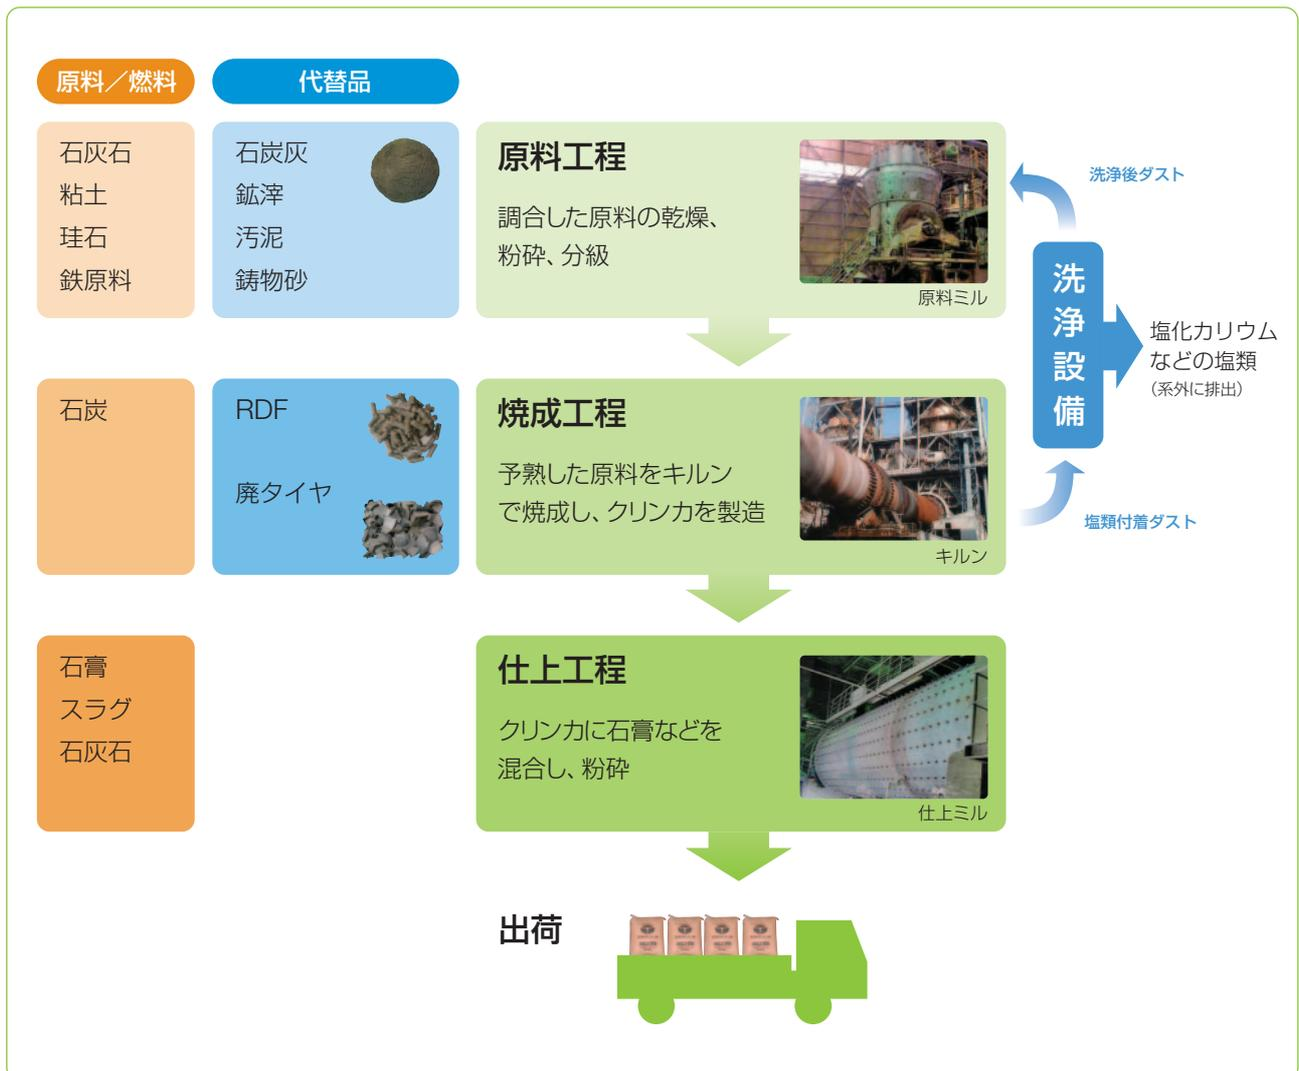 原料／燃料
代替品
石灰石
粘土
珪石
鉄原料
石炭灰
鉱滓
汚泥
鋳物砂
原料工程
調合した原料の乾燥、
粉砕、分級
原料ミル
洗浄後ダスト
洗浄設備
塩化カリウム
などの塩類
（系外に排出）
塩類付着ダスト
石炭
RDF
廃タイヤ
焼成工程
予熱した原料をキルン
で焼成し、クリンカを製造
キルン
石膏
スラグ
石灰石
仕上工程
クリンカに石膏などを
混合し、粉砕
仕上ミル
出荷